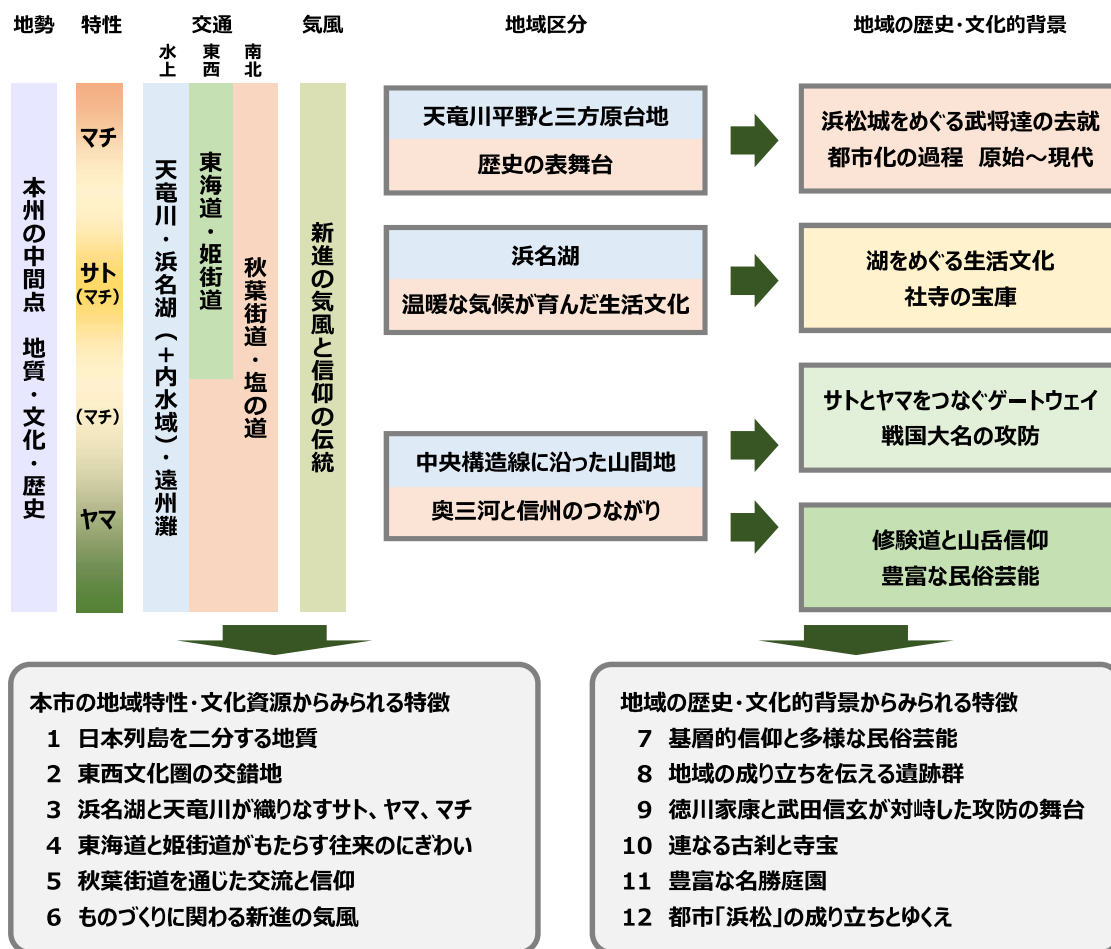 地勢
特性
交通
気風
地域区分
地域の歴史・文化的背景
水上
東西
南北
本州の中間点 地質・文化・歴史
マチ
サト
(マチ)
(マチ)
ヤマ
天竜川・浜名湖(＋内水域)・遠州灘
東海道・姫街道
秋葉街道・塩の道
新進の気風と信仰の伝統
天竜川平野と三方原台地
歴史の表舞台
浜名湖
温暖な気候が育んだ生活文化
中央構造線に沿った山間地
奥三河と信州のつながり
浜松城をめぐる武将達の去就
都市化の過程 原始～現代
湖をめぐる生活文化
社寺の宝庫
サトとヤマをつなぐゲートウェイ
戦国大名の攻防
修験道と山岳信仰
豊富な民俗芸能
本市の地域特性・文化資源からみられる特徴
1 日本列島を二分する地質
2 東西文化圏の交錯地
3 浜名湖と天竜川が織りなすサト、ヤマ、マチ
4 東海道と姫街道がもたらす往来のにぎわい
5 秋葉街道を通じた交流と信仰
6 ものづくりに関わる新進の気風
地域の歴史・文化的背景からみられる特徴
7 基層的信仰と多様な民俗芸能
8 地域の成り立ちを伝える遺跡群
9 徳川家康と武田信玄が対峙した攻防の舞台
10 連なる古刹と寺宝
11 豊富な名勝庭園
12 都市「浜松」の成り立ちとゆくえ